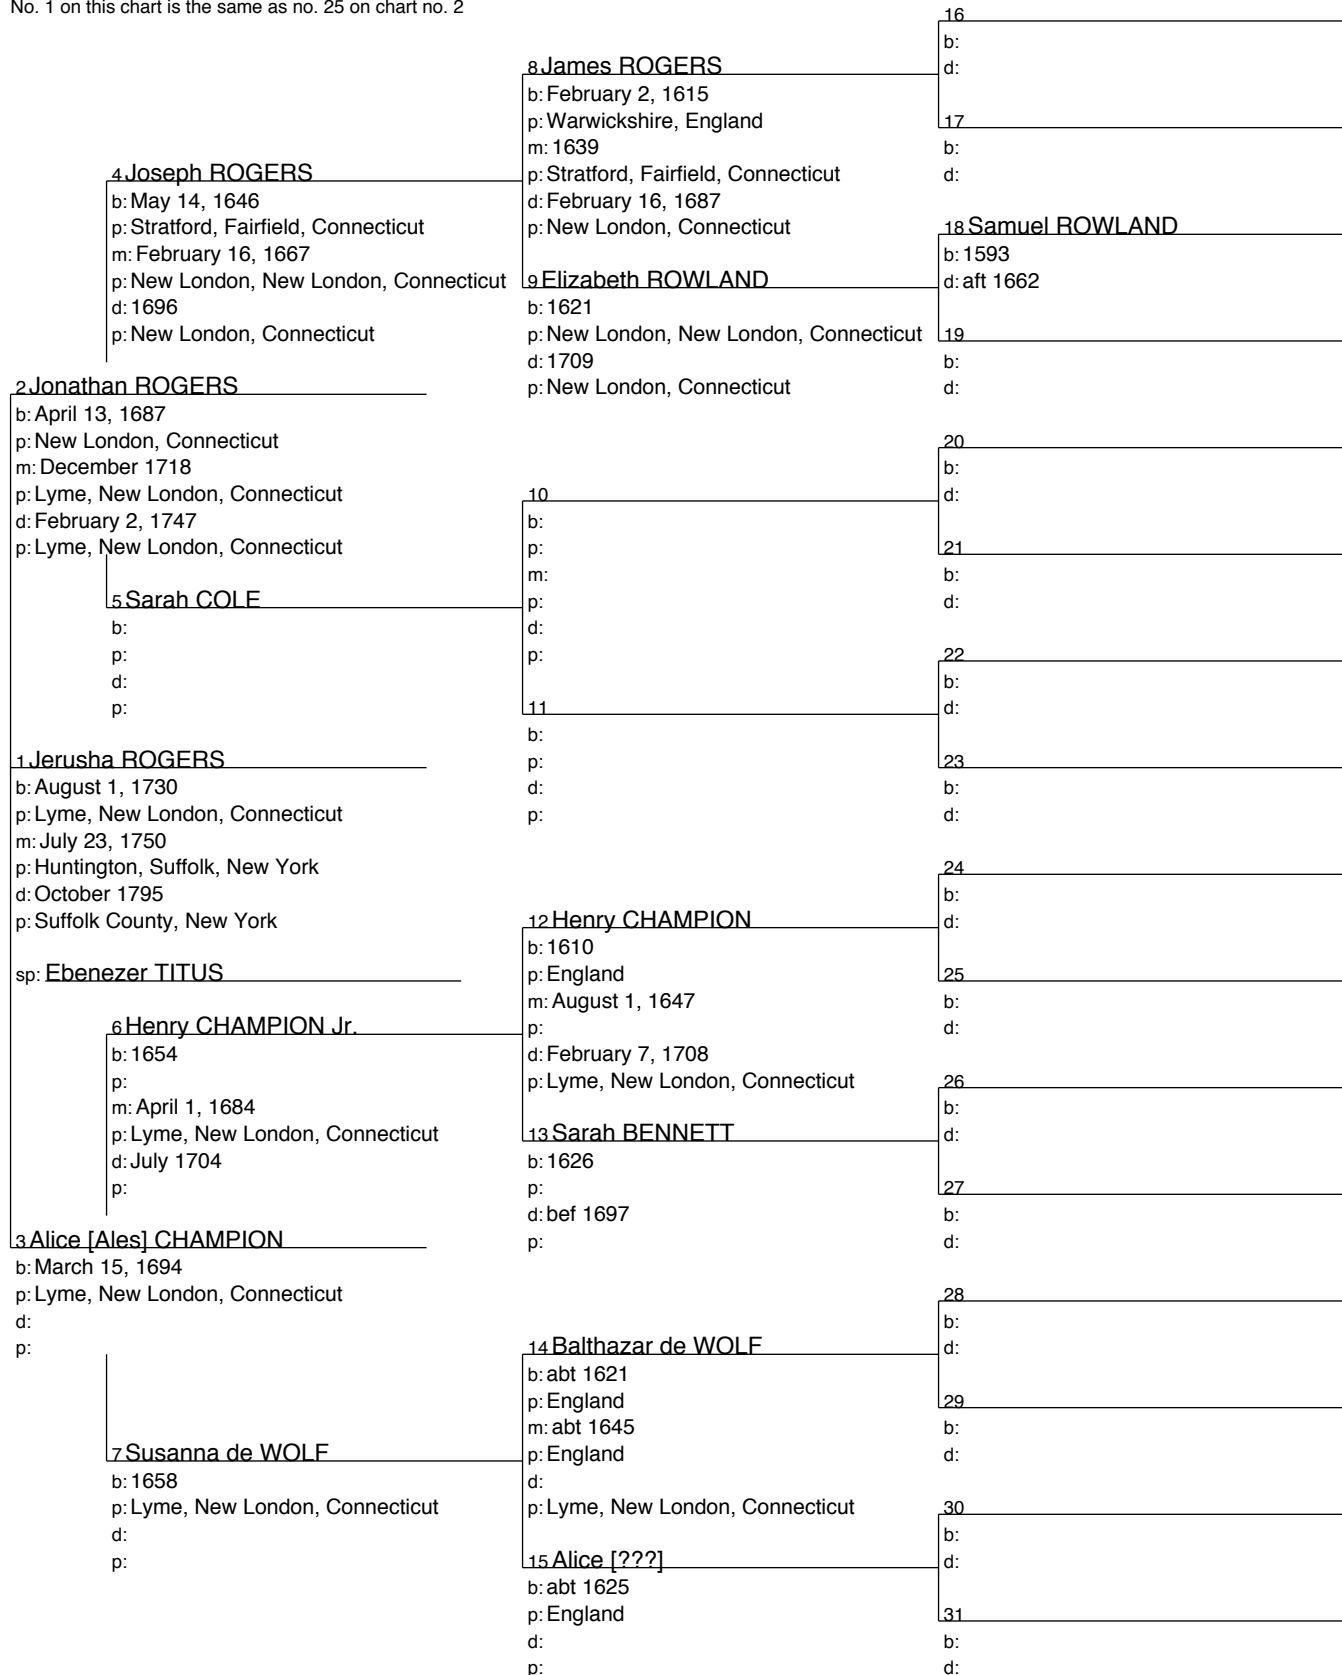 No. 1 on this chart is the same as no. 25 on chart no. 2
2 Jonathan ROGERS
b: April 13, 1687
p: New London, Connecticut
m: December 1718
p: Lyme, New London, Connecticut
d: February 2, 1747
p: Lyme, New London, Connecticut
1 Jerusha ROGERS
b: August 1, 1730
p: Lyme, New London, Connecticut
m: July 23, 1750
p: Huntington, Suffolk, New York
d: October 1795
p: Suffolk County, New York
sp: Ebenezer TITUS
3 Alice [Ales] CHAMPION
b: March 15, 1694
p: Lyme, New London, Connecticut
d:
p:
4 Joseph ROGERS
b: May 14, 1646
p: Stratford, Fairfield, Connecticut
m: February 16, 1667
p: New London, New London, Connecticut
d: 1696
p: New London, Connecticut
5 Sarah COLE
b:
p:
d:
p:
6 Henry CHAMPION Jr.
b: 1654
p:
m: April 1, 1684
p: Lyme, New London, Connecticut
d: July 1704
p:
7 Susanna de WOLF
b: 1658
p: Lyme, New London, Connecticut
d:
p:
8 James ROGERS
b: February 2, 1615
p: Warwickshire, England
m: 1639
p: Stratford, Fairfield, Connecticut
d: February 16, 1687
p: New London, Connecticut
9 Elizabeth ROWLAND
b: 1621
p: New London, New London, Connecticut
d: 1709
p: New London, Connecticut
10
b:
p:
m:
p:
d:
p:
11
b:
p:
d:
p:
12 Henry CHAMPION
b: 1610
p: England
m: August 1, 1647
p:
d: February 7, 1708
p: Lyme, New London, Connecticut
13 Sarah BENNETT
b: 1626
p:
d: bef 1697
p:
14 Balthazar de WOLF
b: abt 1621
p: England
m: abt 1645
p: England
d:
p: Lyme, New London, Connecticut
15 Alice [???]
b: abt 1625
p: England
d:
p:
16
b:
d:
17
b:
d:
18 Samuel ROWLAND
b: 1593
d: aft 1662
19
b:
d:
20
b:
d:
21
b:
d:
22
b:
d:
23
b:
d:
24
b:
d:
25
b:
d:
26
b:
d:
27
b:
d:
28
b:
d:
29
b:
d:
30
b:
d:
31
b:
d: